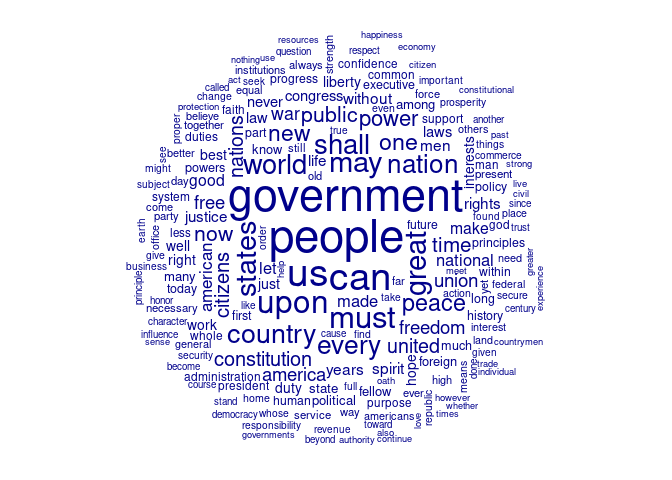 happiness
resources
economy
question
strength
respect
nothing
use
institutions
always
confidence
citizen
act
seek
progress
liberty
common
executive
important
called
change
equal
congress
without
even
force
constitutional
protection
faith
never
war
public
power
among
prosperity
believe
law
new
true
support
another
together
nations
shall
one
laws
others
past
proper
duties
part
men
things
see
better
best
know
still
interests
commerce
might
powers
world
life
may
nation
man
strong
subject
day
good
old
present
policy
live
system
government
rights
civil
come
free
since
party
justice
found
place
earth
office
less
now
people
future
make
god
trust
order
great
time
principles
give
well
states
national
need
greater
business
right
let
help
us
can
far
meet
within
many
american
just
action
union
yet
federal
principle
today
citizens
like
upon
made
take
peace
long
secure
experience
honor
necessary
first
must
history
century
character
work
country
cause
find
freedom
interest
influence
whole
every
united
much
land
countrymen
sense
general
constitution
hope
given
security
foreign
means
done
trade
become
administration
america
years
spirit
individual
course
president
duty
state
full
oath
fellow
high
stand
home
human
political
purpose
ever
republic
however
whether
democracy
whose
service
way
americans
love
times
responsibility
revenue
toward
governments
beyond
authority
also
continue